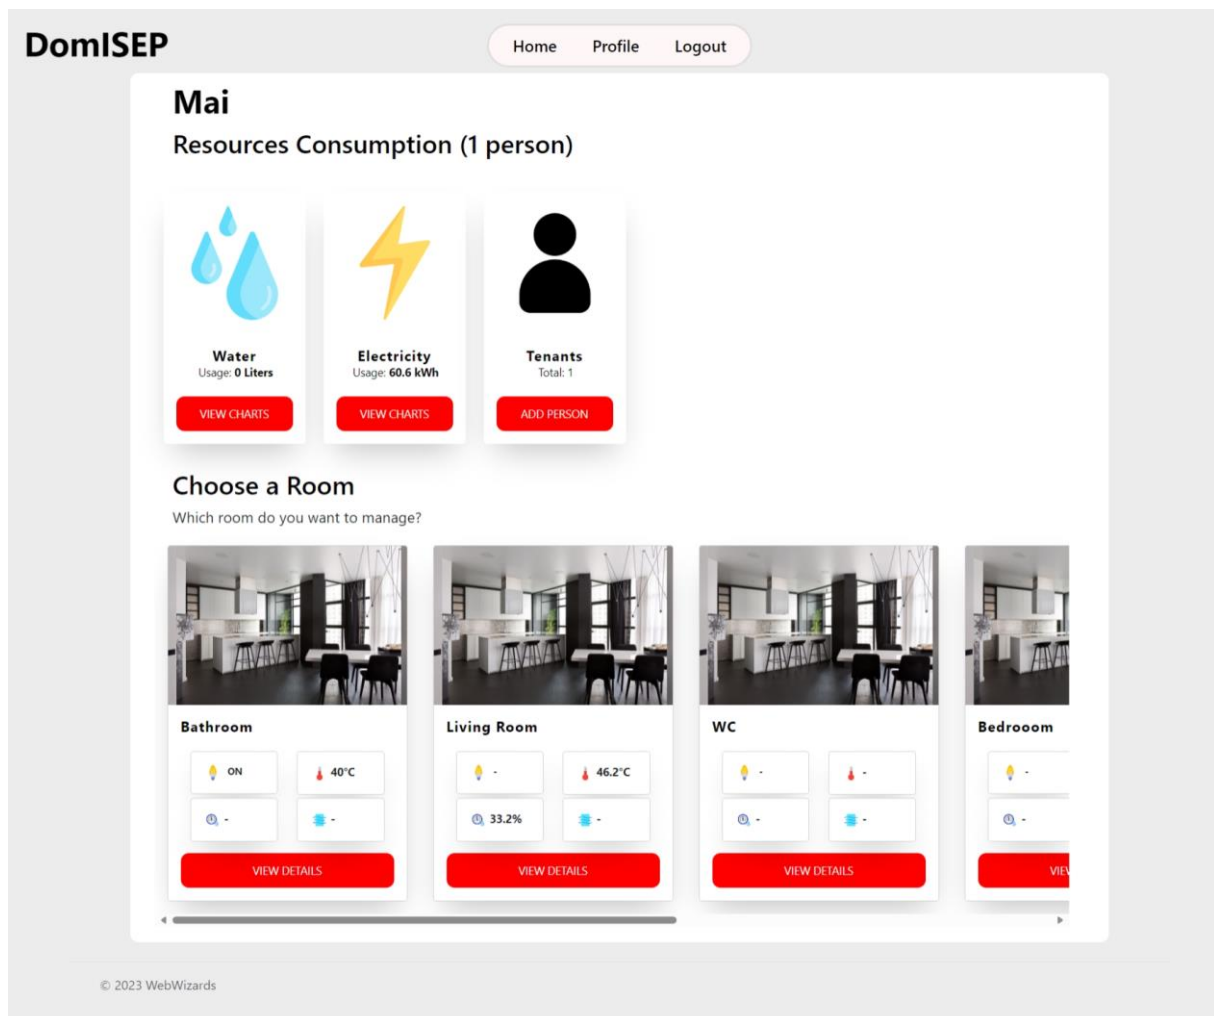 DomISEP
Home Profile Logout
Mai
Resources Consumption (1 person)
Water
Usage: 0 Liters
VIEW CHARTS
Electricity
Usage: 60.6 kWh
VIEW CHARTS
Tenants
Total: 1
ADD PERSON
Choose a Room
Which room do you want to manage?
Bathroom
ON
40°C
-
-
VIEW DETAILS
Living Room
-
46.2°C
33.2%
-
VIEW DETAILS
WC
-
-
-
-
VIEW DETAILS
Bedrooom
-
-
VIE
© 2023 WebWizards